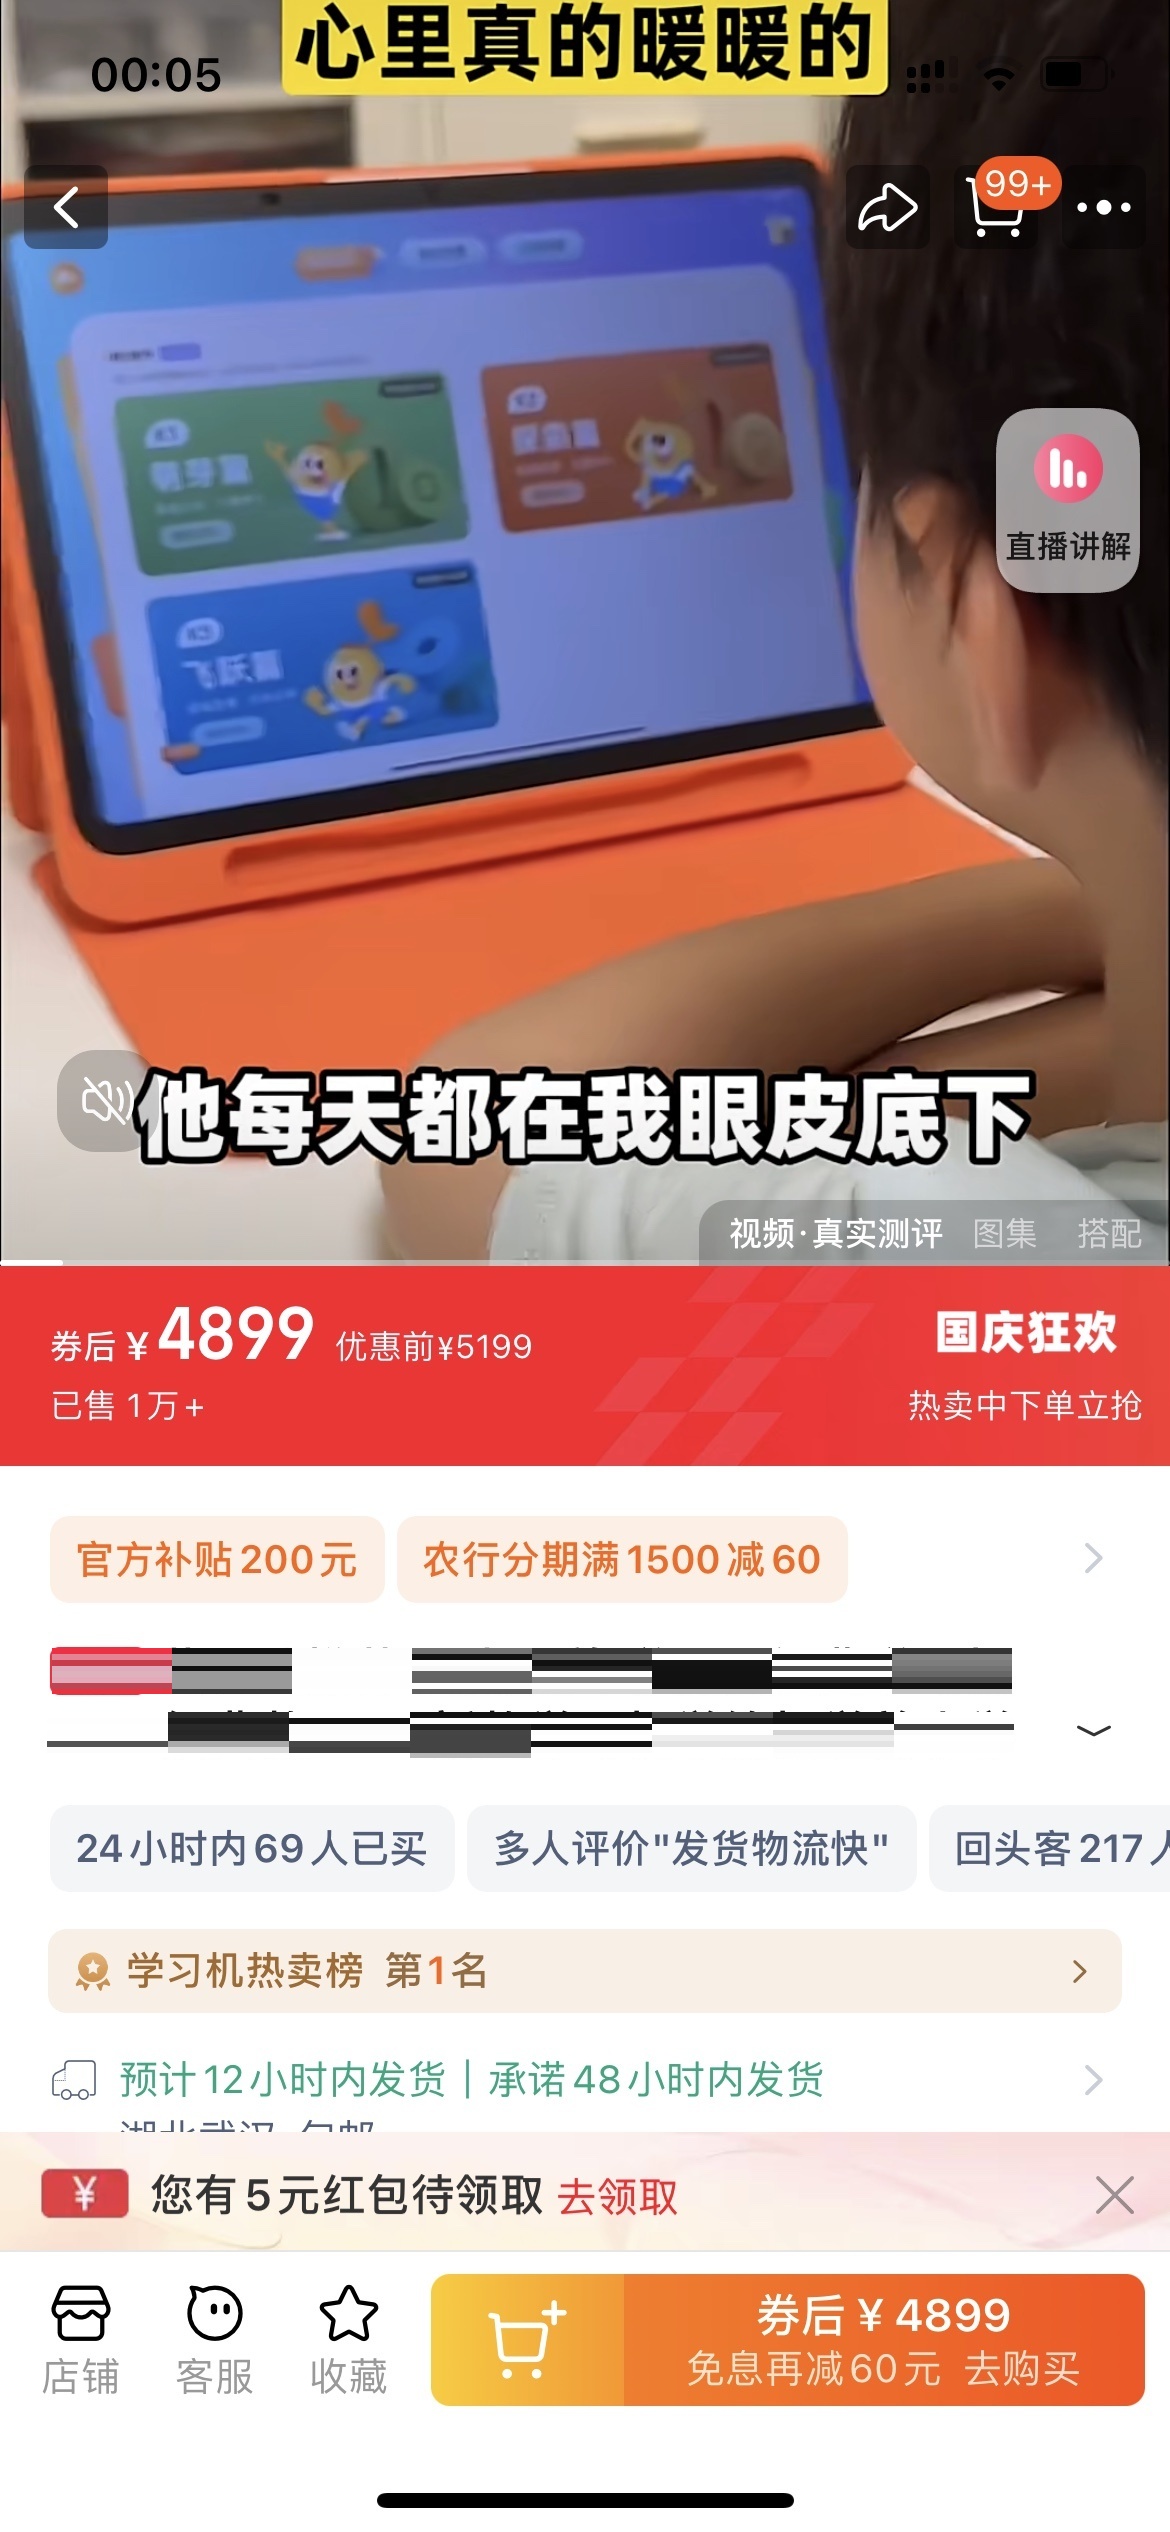 心里真的暖暖的
00:05
99+
直播讲解
飞跃篇
他每天都在我眼皮底下
视频·真实测评 图集 搭配
券后¥4899 优惠前¥5199
国庆狂欢
已售1万+
热卖中下单立抢
官方补贴200元
农行分期满1500减60
24小时内69人已买
多人评价"发货物流快"
回头客217人
学习机热卖榜 第1名
预计12小时内发货｜承诺48小时内发货
湖北武汉 包邮
¥ 您有5元红包待领取 去领取
店铺
客服
收藏
券后¥4899
免息再减60元 去购买